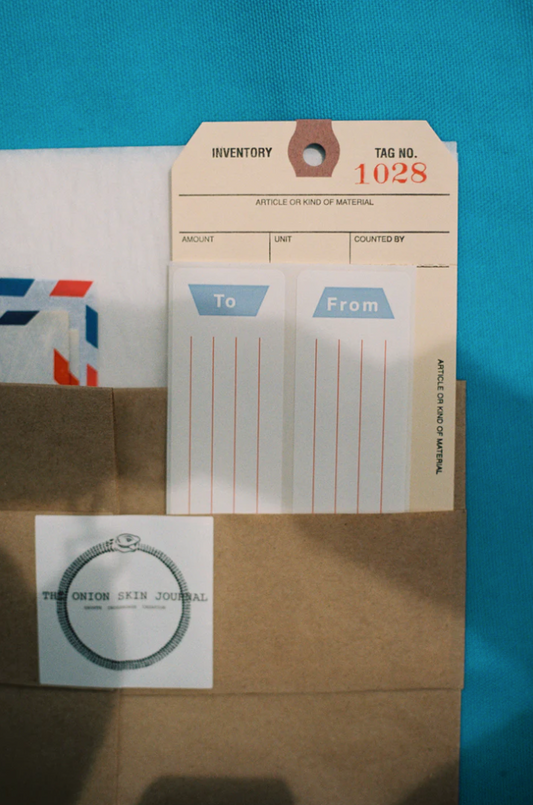 INVENTORY
TAG NO.
1028
ARTICLE OR KIND OF MATERIAL
AMOUNT UNIT COUNTED BY
To From
ARTICLE OR KIND OF MATERIAL
THE ONION SKIN JOURNAL